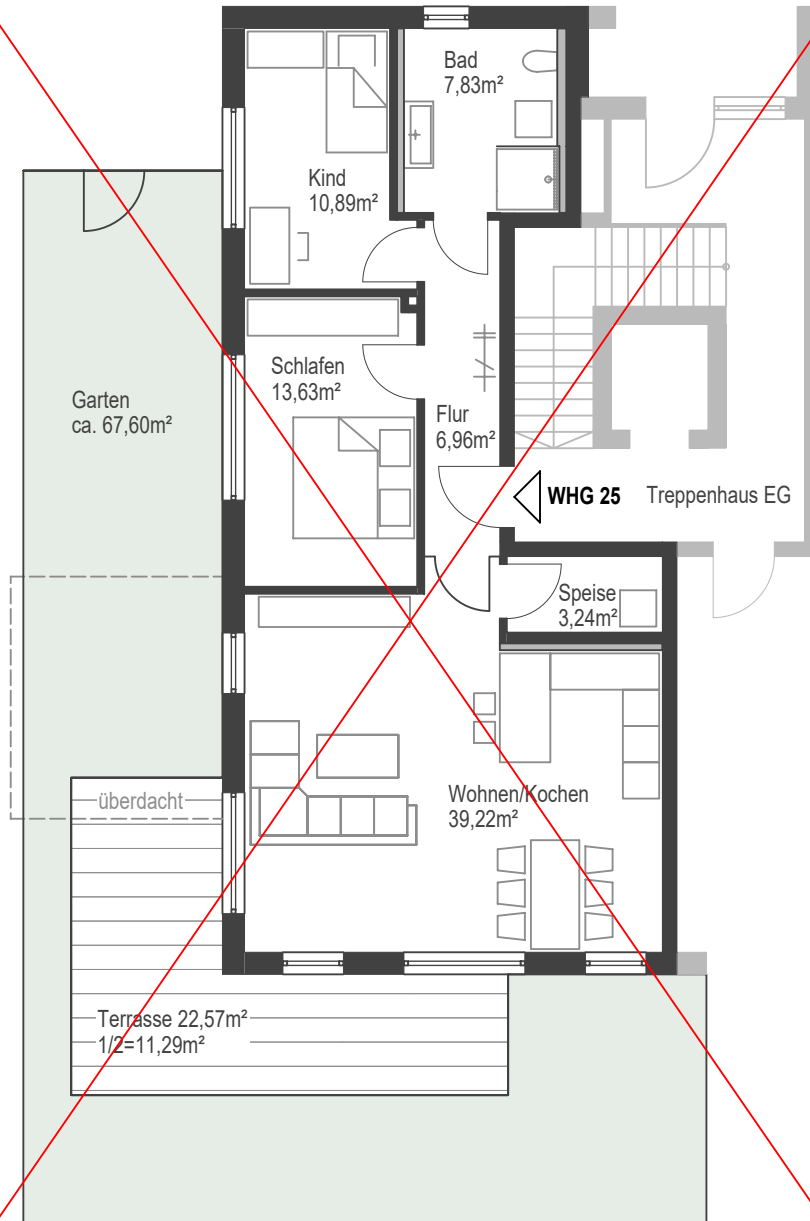 Bad
7,83m²
Kind
10,89m²
Schlafen
13,63m²
Garten
ca. 67,60m²
Flur
6,96m²
WHG 25
Treppenhaus EG
Speise
3,24m²
überdacht
Wohnen/Kochen
39,22m²
Terrasse 22,57m²
1/2=11,29m²